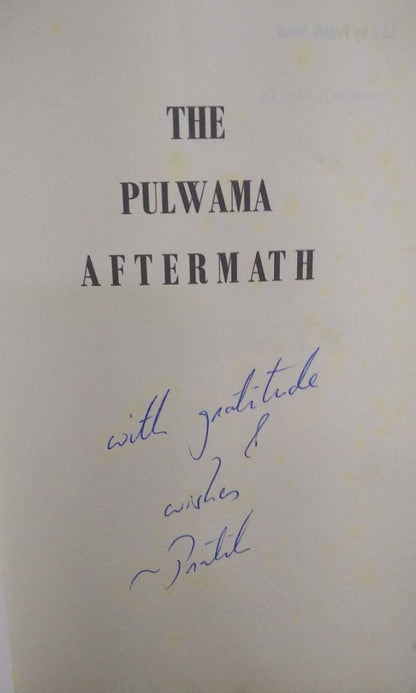 THE
PULWAMA
AFTERMATH
with gratitude
&
wishes
~ Pratik